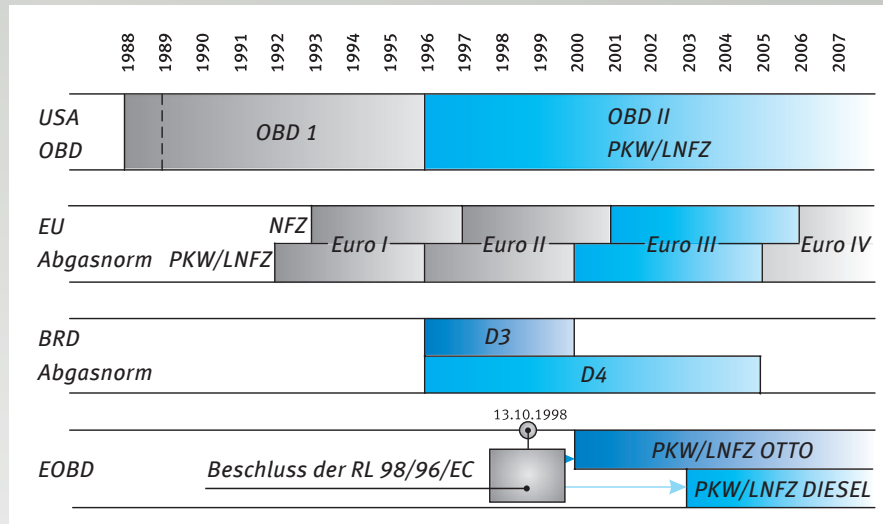 1988 1989 1990 1991 1992 1993 1994 1995 1996 1997 1998 1999 2000 2001 2002 2003 2004 2005 2006 2007
USA
OBD
OBD 1
OBD II
PKW/LNFZ
EU
Abgasnorm
NFZ
PKW/LNFZ
Euro I
Euro II
Euro III
Euro IV
BRD
Abgasnorm
D3
D4
13.10.1998
EOBD
Beschluss der RL 98/96/EC
PKW/LNFZ OTTO
PKW/LNFZ DIESEL